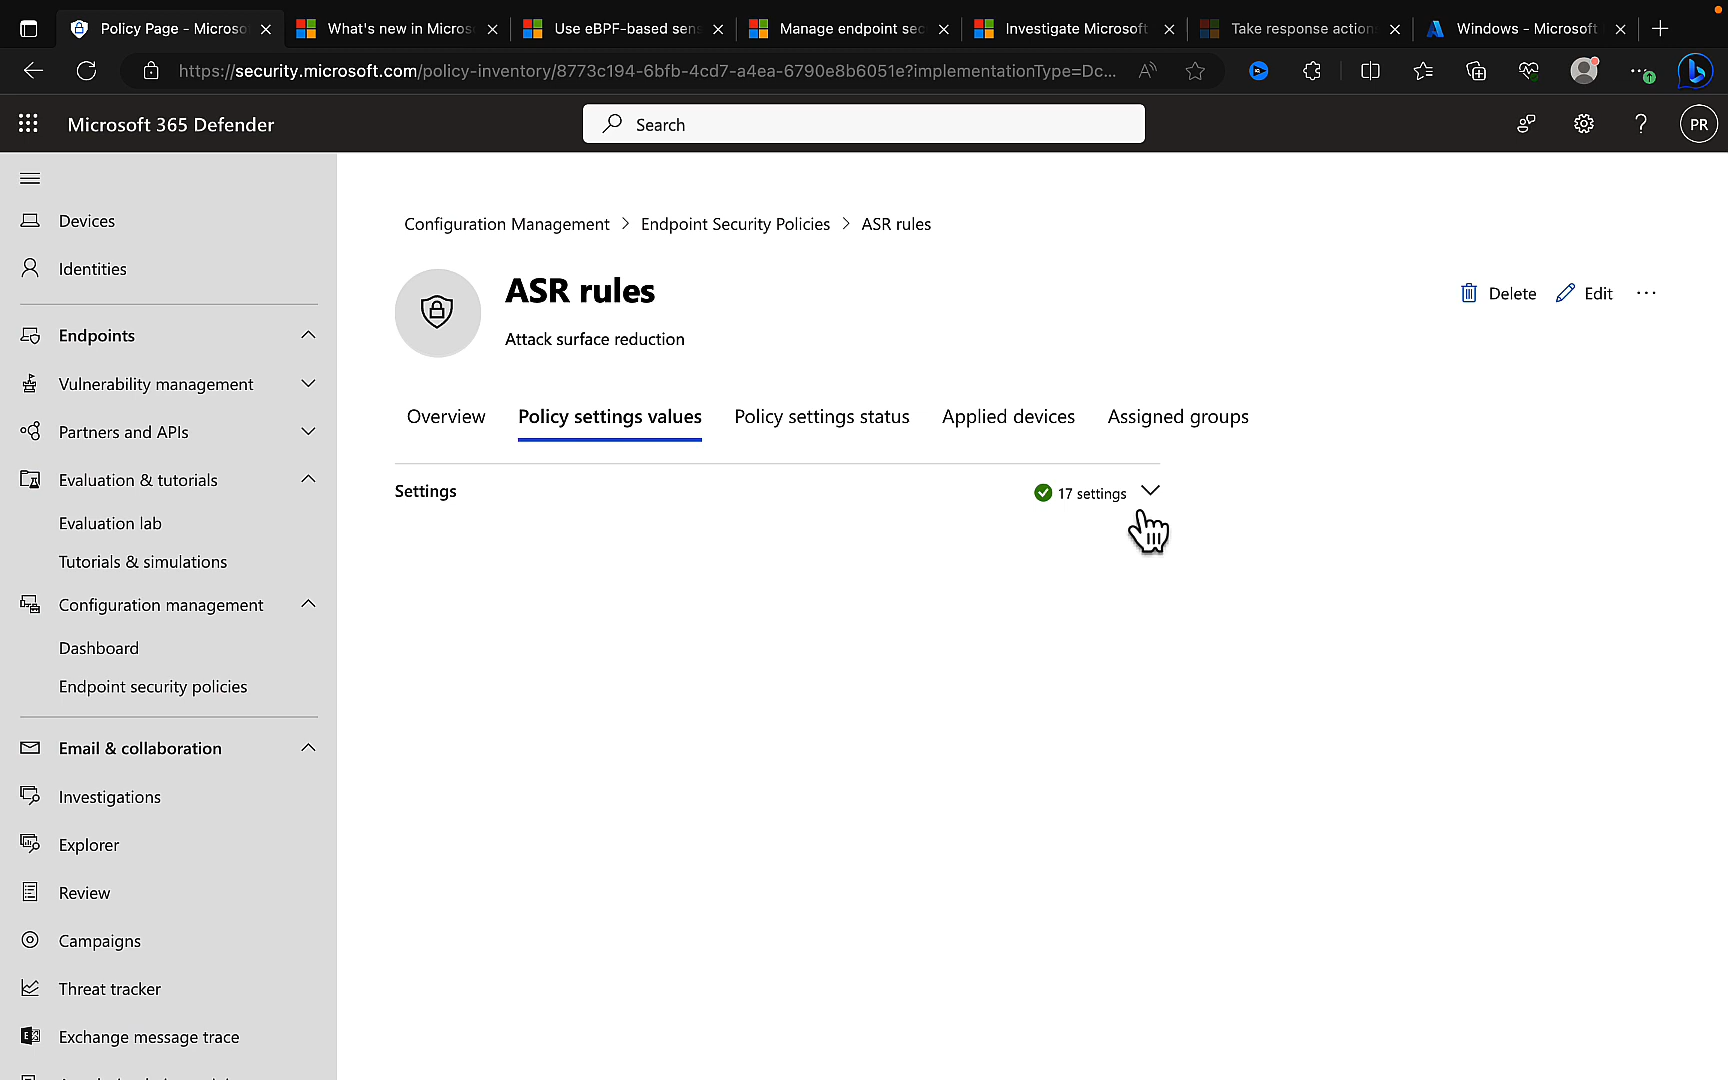 Policy Page - Microso
What's new in Micros
Use eBPF-based sens
Manage endpoint sec
Investigate Microsoft
Take response action
Windows - Microsoft
https://security.microsoft.com/policy-inventory/8773c194-6bfb-4cd7-a4ea-6790e8b6051e?implementationType=Dc...
Microsoft 365 Defender
Search
PR
Devices
Identities
Endpoints
Vulnerability management
Partners and APIs
Evaluation & tutorials
Evaluation lab
Tutorials & simulations
Configuration management
Dashboard
Endpoint security policies
Email & collaboration
Investigations
Explorer
Review
Campaigns
Threat tracker
Exchange message trace
Configuration Management > Endpoint Security Policies > ASR rules
ASR rules
Attack surface reduction
Delete
Edit
...
Overview
Policy settings values
Policy settings status
Applied devices
Assigned groups
Settings
17 settings